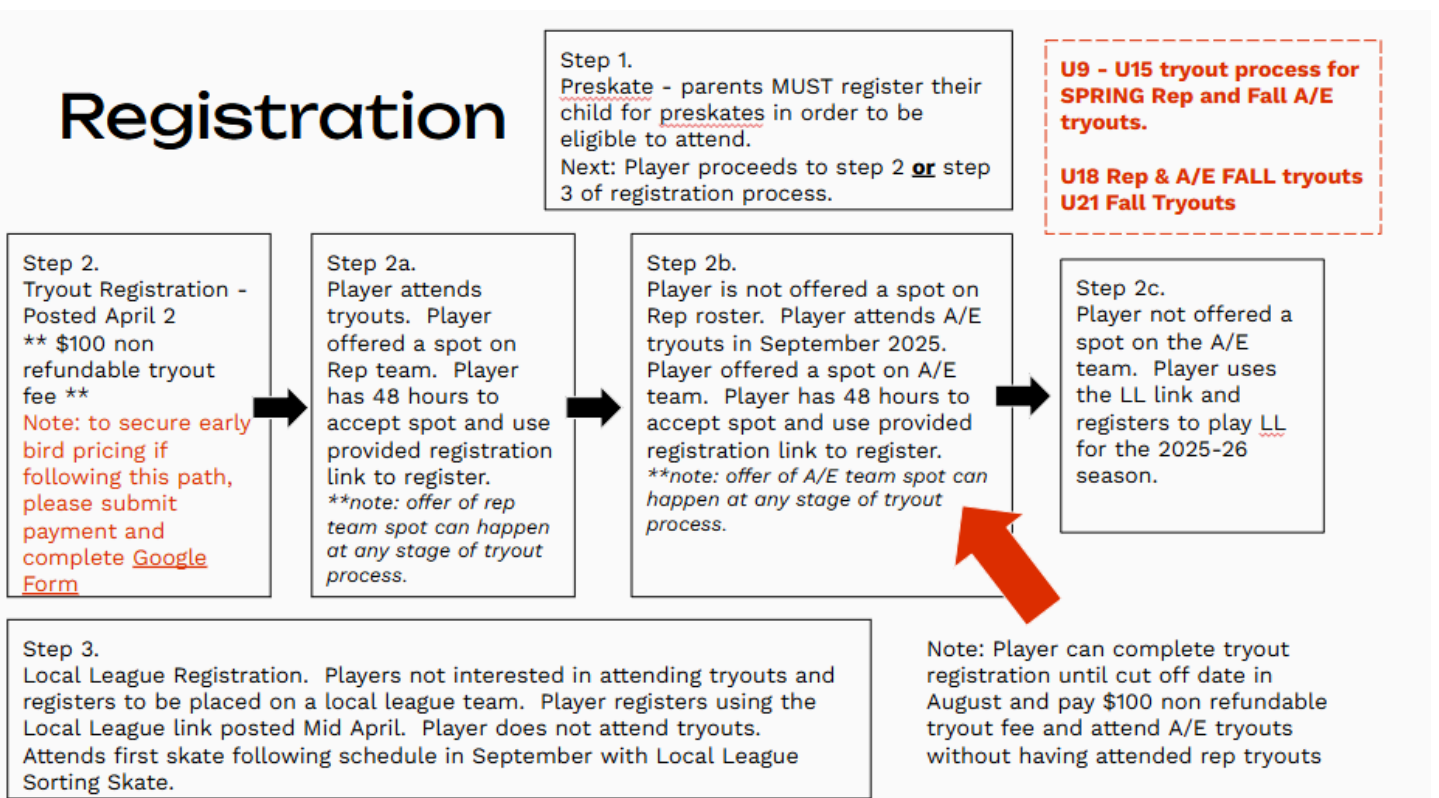 Registration
Step 1.
Preskate - parents MUST register their
child for preskates in order to be
eligible to attend.
Next: Player proceeds to step 2 or step
3 of registration process.
U9 - U15 tryout process for
SPRING Rep and Fall A/E
tryouts.
U18 Rep & A/E FALL tryouts
U21 Fall Tryouts
Step 2.
Tryout Registration -
Posted April 2
** $100 non
refundable tryout
fee **
Note: to secure early
bird pricing if
following this path,
please submit
payment and
complete Google
Form
Step 2a.
Player attends
tryouts. Player
offered a spot on
Rep team. Player
has 48 hours to
accept spot and use
provided registration
link to register.
**note: offer of rep
team spot can happen
at any stage of tryout
process.
Step 2b.
Player is not offered a spot on
Rep roster. Player attends A/E
tryouts in September 2025.
Player offered a spot on A/E
team. Player has 48 hours to
accept spot and use provided
registration link to register.
**note: offer of A/E team spot can
happen at any stage of tryout
process.
Step 2c.
Player not offered a
spot on the A/E
team. Player uses
the LL link and
registers to play LL
for the 2025-26
season.
Step 3.
Local League Registration. Players not interested in attending tryouts and
registers to be placed on a local league team. Player registers using the
Local League link posted Mid April. Player does not attend tryouts.
Attends first skate following schedule in September with Local League
Sorting Skate.
Note: Player can complete tryout
registration until cut off date in
August and pay $100 non refundable
tryout fee and attend A/E tryouts
without having attended rep tryouts